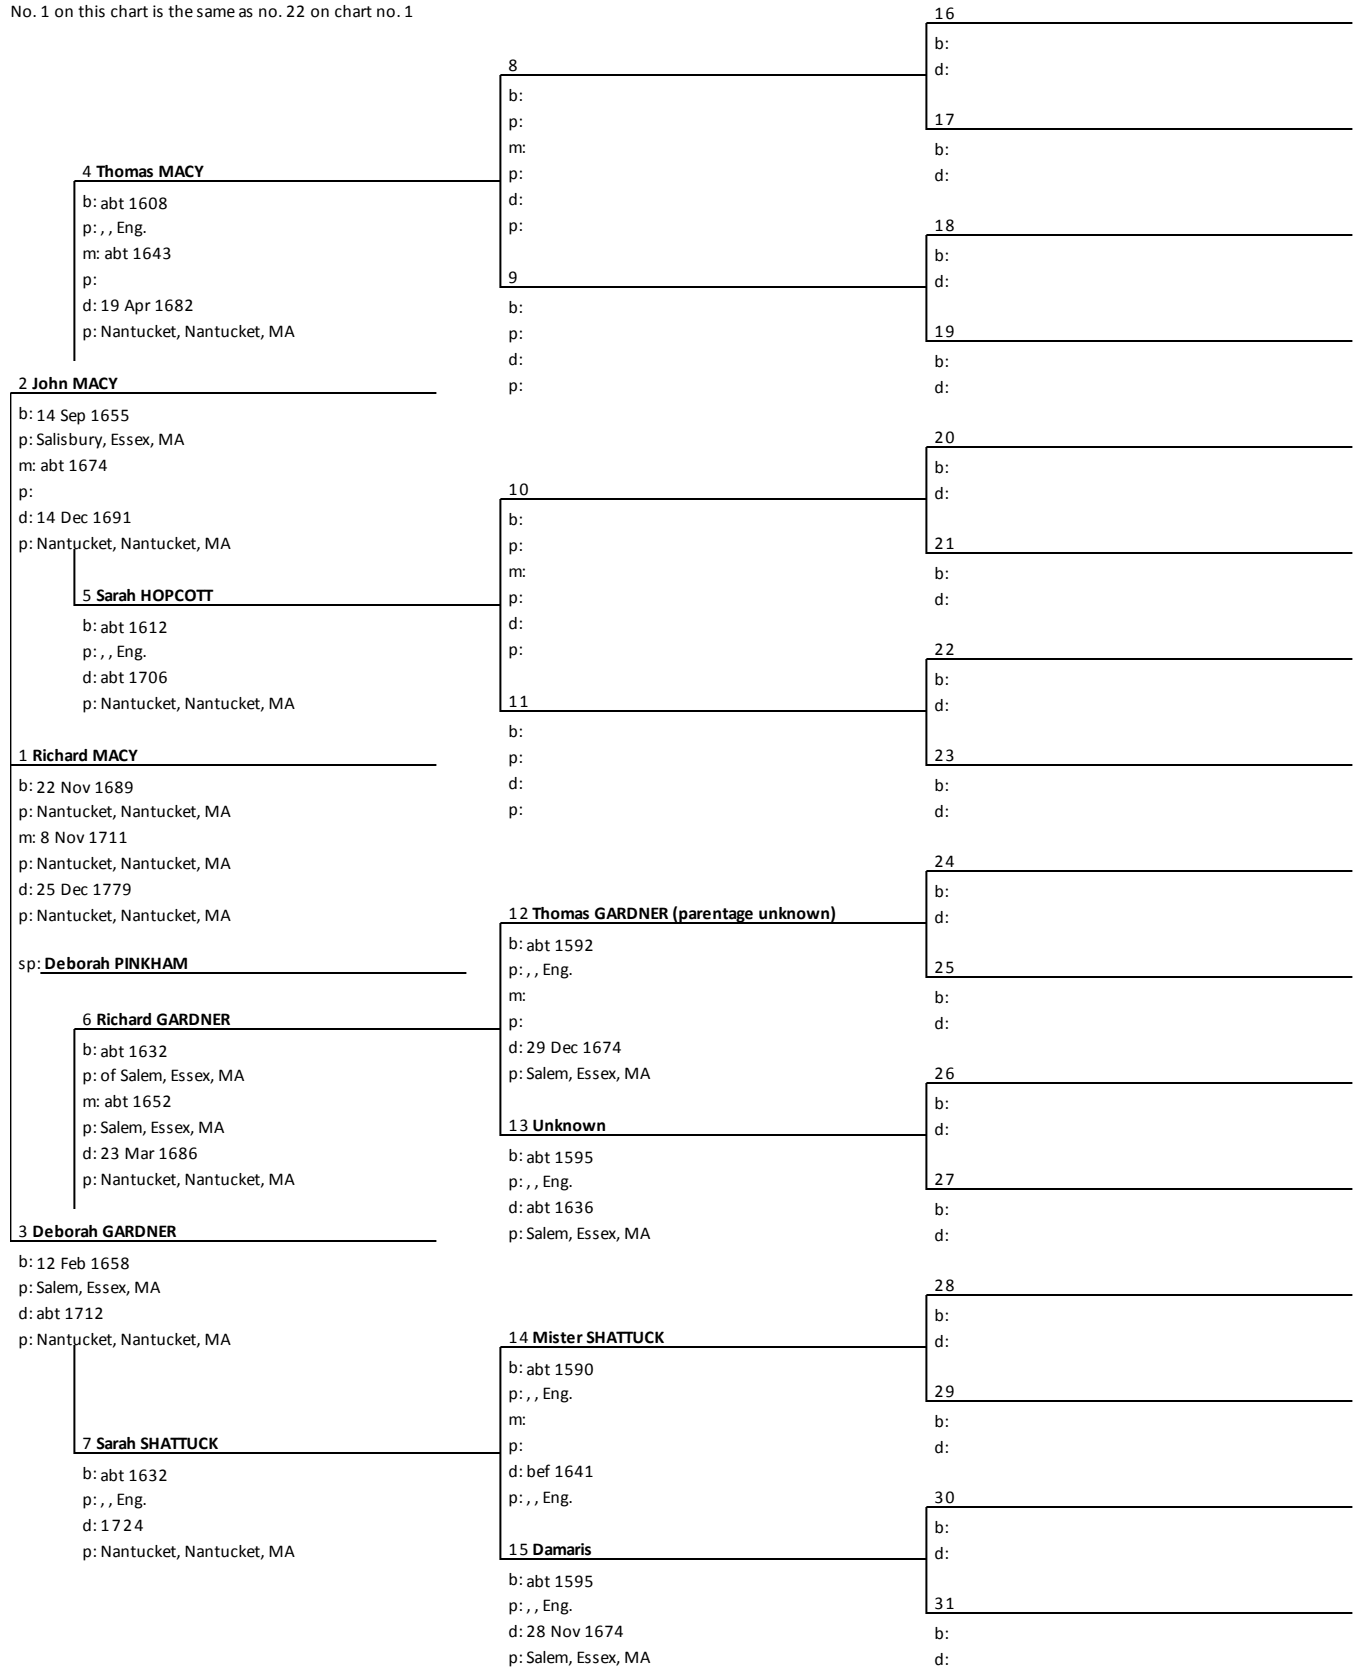 No. 1 on this chart is the same as no. 22 on chart no. 1
16
b:
d:
8
b:
p:
m:
p:
d:
p:
17
b:
d:
4 Thomas MACY
b: abt 1608
p: , , Eng.
m: abt 1643
p:
d: 19 Apr 1682
p: Nantucket, Nantucket, MA
18
b:
d:
9
b:
p:
d:
p:
19
b:
d:
2 John MACY
b: 14 Sep 1655
p: Salisbury, Essex, MA
m: abt 1674
p:
d: 14 Dec 1691
p: Nantucket, Nantucket, MA
20
b:
d:
10
b:
p:
m:
p:
d:
p:
21
b:
d:
5 Sarah HOPCOTT
b: abt 1612
p: , , Eng.
d: abt 1706
p: Nantucket, Nantucket, MA
22
b:
d:
11
b:
p:
d:
p:
23
b:
d:
1 Richard MACY
b: 22 Nov 1689
p: Nantucket, Nantucket, MA
m: 8 Nov 1711
p: Nantucket, Nantucket, MA
d: 25 Dec 1779
p: Nantucket, Nantucket, MA
sp: Deborah PINKHAM
24
b:
d:
12 Thomas GARDNER (parentage unknown)
b: abt 1592
p: , , Eng.
m:
p:
d: 29 Dec 1674
p: Salem, Essex, MA
25
b:
d:
6 Richard GARDNER
b: abt 1632
p: of Salem, Essex, MA
m: abt 1652
p: Salem, Essex, MA
d: 23 Mar 1686
p: Nantucket, Nantucket, MA
26
b:
d:
13 Unknown
b: abt 1595
p: , , Eng.
d: abt 1636
p: Salem, Essex, MA
27
b:
d:
3 Deborah GARDNER
b: 12 Feb 1658
p: Salem, Essex, MA
d: abt 1712
p: Nantucket, Nantucket, MA
28
b:
d:
14 Mister SHATTUCK
b: abt 1590
p: , , Eng.
m:
p:
d: bef 1641
p: , , Eng.
29
b:
d:
7 Sarah SHATTUCK
b: abt 1632
p: , , Eng.
d: 1724
p: Nantucket, Nantucket, MA
30
b:
d:
15 Damaris
b: abt 1595
p: , , Eng.
d: 28 Nov 1674
p: Salem, Essex, MA
31
b:
d: